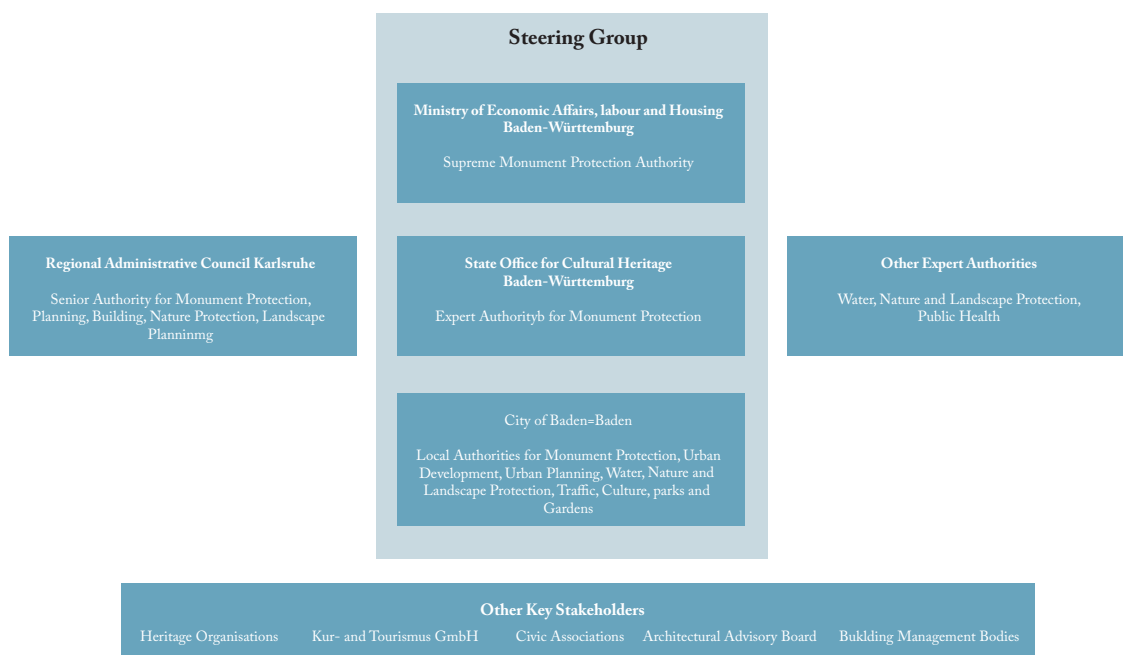 Steering Group
Ministry of Economic Affairs, labour and Housing
Baden-Württemburg
Supreme Monument Protection Authority
Regional Administrative Council Karlsruhe
Senior Authority for Monument Protection,
Planning, Building, Nature Protection, Landscape
Planninmg
State Office for Cultural Heritage
Baden-Württemburg
Expert Authorityb for Monument Protection
Other Expert Authorities
Water, Nature and Landscape Protection,
Public Health
City of Baden=Baden
Local Authorities for Monument Protection, Urban
Development, Urban Planning, Water, Nature and
Landscape Protection, Traffic, Culture, parks and
Gardens
Other Key Stakeholders
Heritage Organisations Kur- and Tourismus GmbH Civic Associations Architectural Advisory Board Buklding Management Bodies